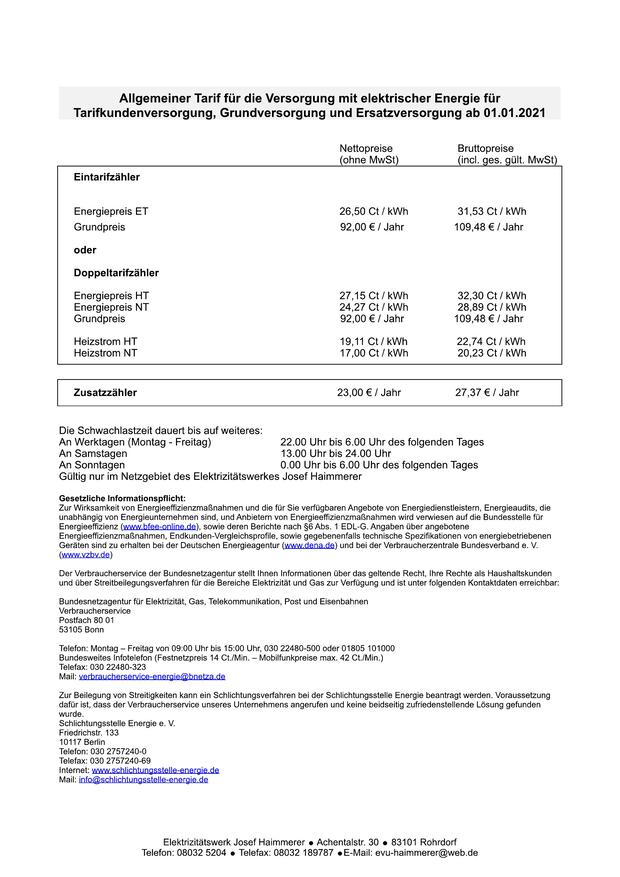 Allgemeiner Tarif für die Versorgung mit elektrischer Energie für
Tarifkundenversorgung, Grundversorgung und Ersatzversorgung ab 01.01.2021
Nettopreise Bruttopreise
(ohne MwSt) (incl. ges. gült. MwSt)
Eintarifzähler
Energiepreis ET 26,50 Ct / kWh 31,53 Ct / kWh
Grundpreis 92,00 € / Jahr 109,48 € / Jahr
oder
Doppeltarifzähler
Energiepreis HT 27,15 Ct / kWh 32,30 Ct / kWh
Energiepreis NT 24,27 Ct / kWh 28,89 Ct / kWh
Grundpreis 92,00 € / Jahr 109,48 € / Jahr
Heizstrom HT 19,11 Ct / kWh 22,74 Ct / kWh
Heizstrom NT 17,00 Ct / kWh 20,23 Ct / kWh
Zusatzzähler 23,00 € / Jahr 27,37 € / Jahr
Die Schwachlastzeit dauert bis auf weiteres:
An Werktagen (Montag - Freitag) 22.00 Uhr bis 6.00 Uhr des folgenden Tages
An Samstagen 13.00 Uhr bis 24.00 Uhr
An Sonntagen 0.00 Uhr bis 6.00 Uhr des folgenden Tages
Gültig nur im Netzgebiet des Elektrizitätswerkes Josef Haimmerer
Gesetzliche Informationspflicht:
Zur Wirksamkeit von Energieeffizienzmaßnahmen und die für Sie verfügbaren Angebote von Energiedienstleistern, Energieaudits, die
unabhängig von Energieunternehmen sind, und Anbietern von Energieeffizienzmaßnahmen wird verwiesen auf die Bundesstelle für
Energieeffizienz (www.bfee-online.de), sowie deren Berichte nach §6 Abs. 1 EDL-G. Angaben über angebotene
Energieeffizienzmaßnahmen, Endkunden-Vergleichsprofile, sowie gegebenenfalls technische Spezifikationen von energiebetriebenen
Geräten sind zu erhalten bei der Deutschen Energieagentur (www.dena.de) und bei der Verbraucherzentrale Bundesverband e. V.
(www.vzbv.de)
Der Verbraucherservice der Bundesnetzagentur stellt Ihnen Informationen über das geltende Recht, Ihre Rechte als Haushaltskunden
und über Streitbeilegungsverfahren für die Bereiche Elektrizität und Gas zur Verfügung und ist unter folgenden Kontaktdaten erreichbar:
Bundesnetzagentur für Elektrizität, Gas, Telekommunikation, Post und Eisenbahnen
Verbraucherservice
Postfach 80 01
53105 Bonn
Telefon: Montag – Freitag von 09:00 Uhr bis 15:00 Uhr, 030 22480-500 oder 01805 101000
Bundesweites Infotelefon (Festnetzpreis 14 Ct./Min. – Mobilfunkpreise max. 42 Ct./Min.)
Telefax: 030 22480-323
Mail: verbraucherservice-energie@bnetza.de
Zur Beilegung von Streitigkeiten kann ein Schlichtungsverfahren bei der Schlichtungsstelle Energie beantragt werden. Voraussetzung
dafür ist, dass der Verbraucherservice unseres Unternehmens angerufen und keine beidseitig zufriedenstellende Lösung gefunden
wurde.
Schlichtungsstelle Energie e. V.
Friedrichstr. 133
10117 Berlin
Telefon: 030 2757240-0
Telefax: 030 2757240-69
Internet: www.schlichtungsstelle-energie.de
Mail: info@schlichtungsstelle-energie.de
Elektrizitätswerk Josef Haimmerer ● Achentalstr. 30 ● 83101 Rohrdorf
Telefon: 08032 5204 ● Telefax: 08032 189787 ●E-Mail: evu-haimmerer@web.de